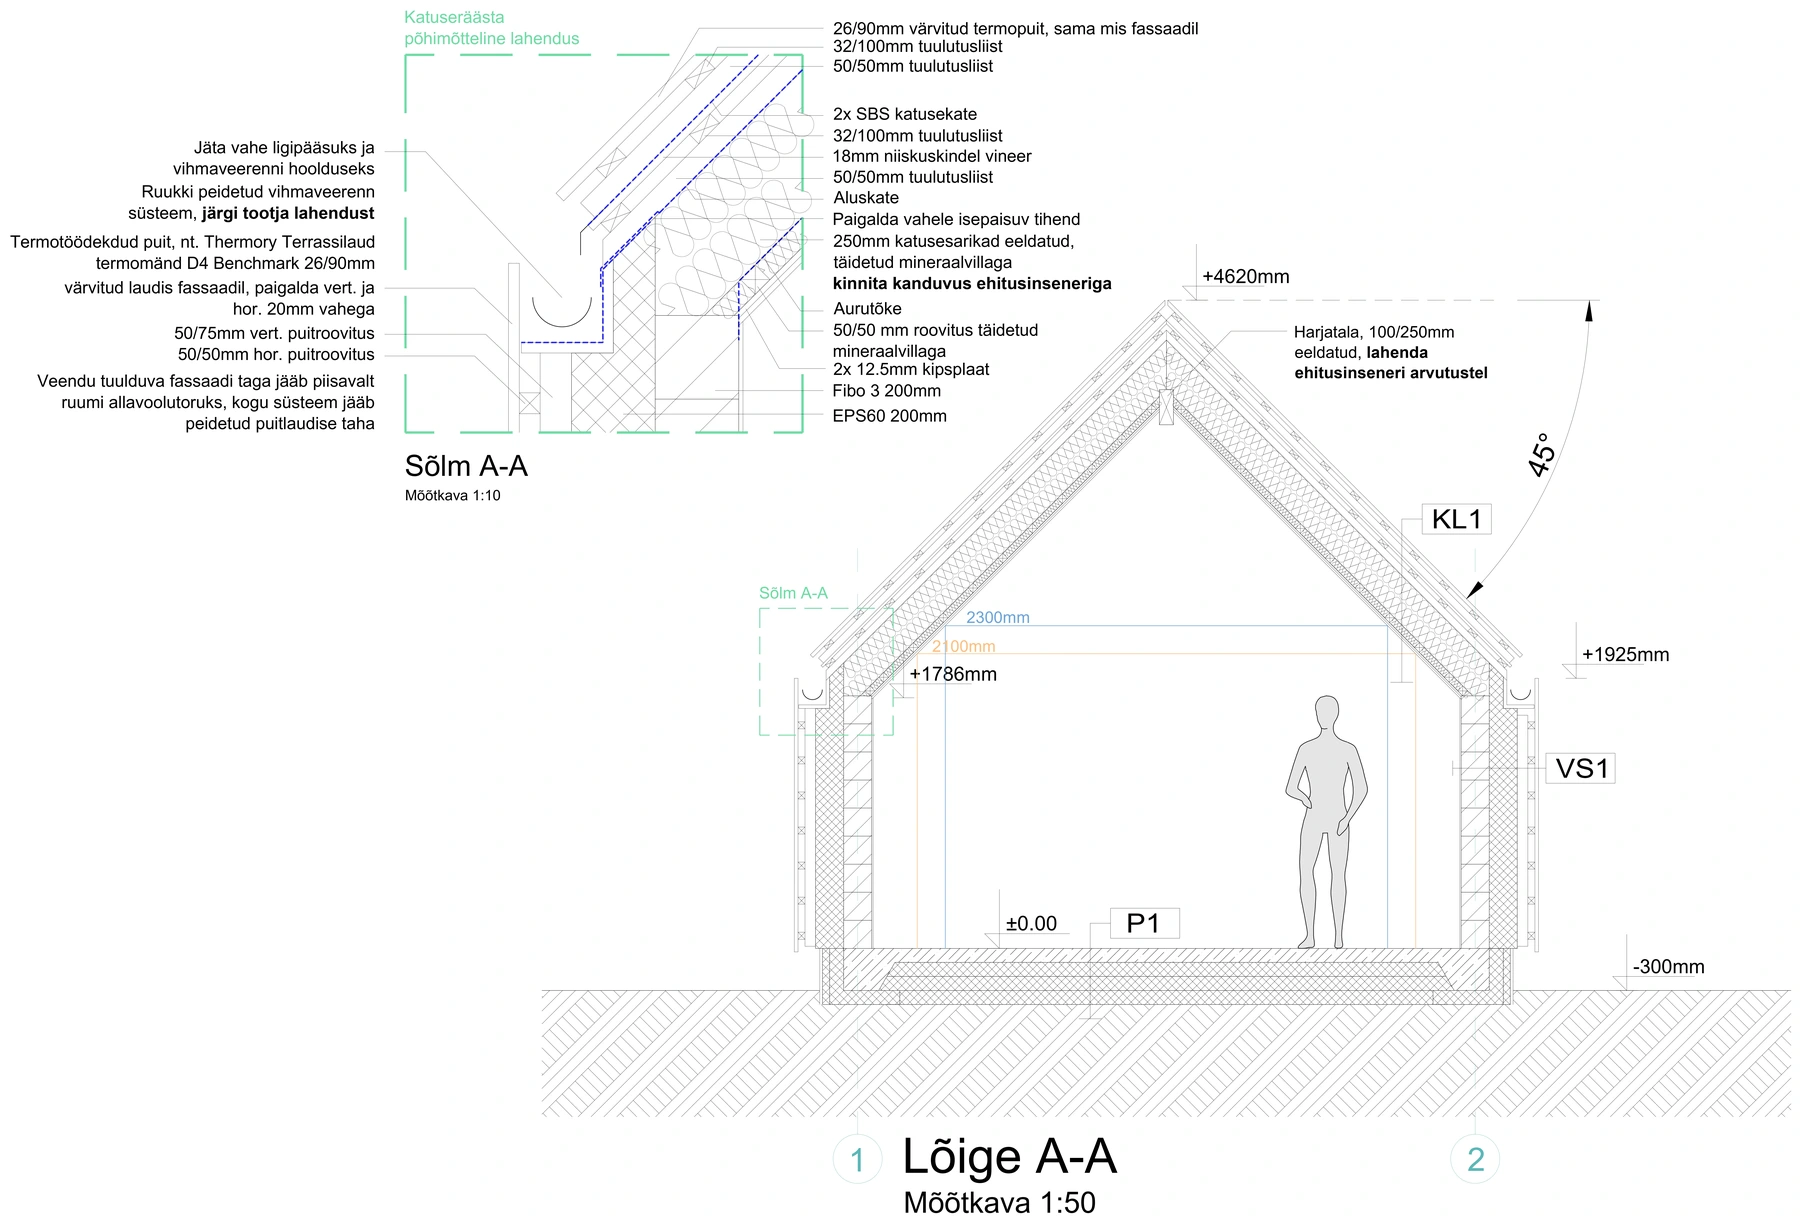 Katuseräästa
põhimõtteline lahendus
26/90mm värvitud termopuit, sama mis fassaadil
32/100mm tuulutusliist
50/50mm tuulutusliist
2x SBS katusekate
32/100mm tuulutusliist
18mm niiskuskindel vineer
50/50mm tuulutusliist
Aluskate
Paigalda vahele isepaisuv tihend
250mm katusesarikad eeldatud,
täidetud mineraalvillaga
kinnita kanduvus ehitusinseneriga
Aurutõke
50/50 mm roovitus täidetud
mineraalvillaga
2x 12.5mm kipsplaat
Fibo 3 200mm
EPS60 200mm
Jäta vahe ligipääsuks ja
vihmaveerenni hoolduseks
Ruukki peidetud vihmaveerenn
süsteem, järgi tootja lahendust
Termotöödekdud puit, nt. Thermory Terrassilaud
termomänd D4 Benchmark 26/90mm
värvitud laudis fassaadil, paigalda vert. ja
hor. 20mm vahega
50/75mm vert. puitroovitus
50/50mm hor. puitroovitus
Veendu tuulduva fassaadi taga jääb piisavalt
ruumi allavoolutoruks, kogu süsteem jääb
peidetud puitlaudise taha
Sõlm A-A
Mõõtkava 1:10
+4620mm
Harjatala, 100/250mm
eeldatud, lahenda
ehitusinseneri arvutustel
45°
KL1
Sõlm A-A
2300mm
2100mm
+1786mm
+1925mm
VS1
±0.00
P1
-300mm
1
Lõige A-A
Mõõtkava 1:50
2